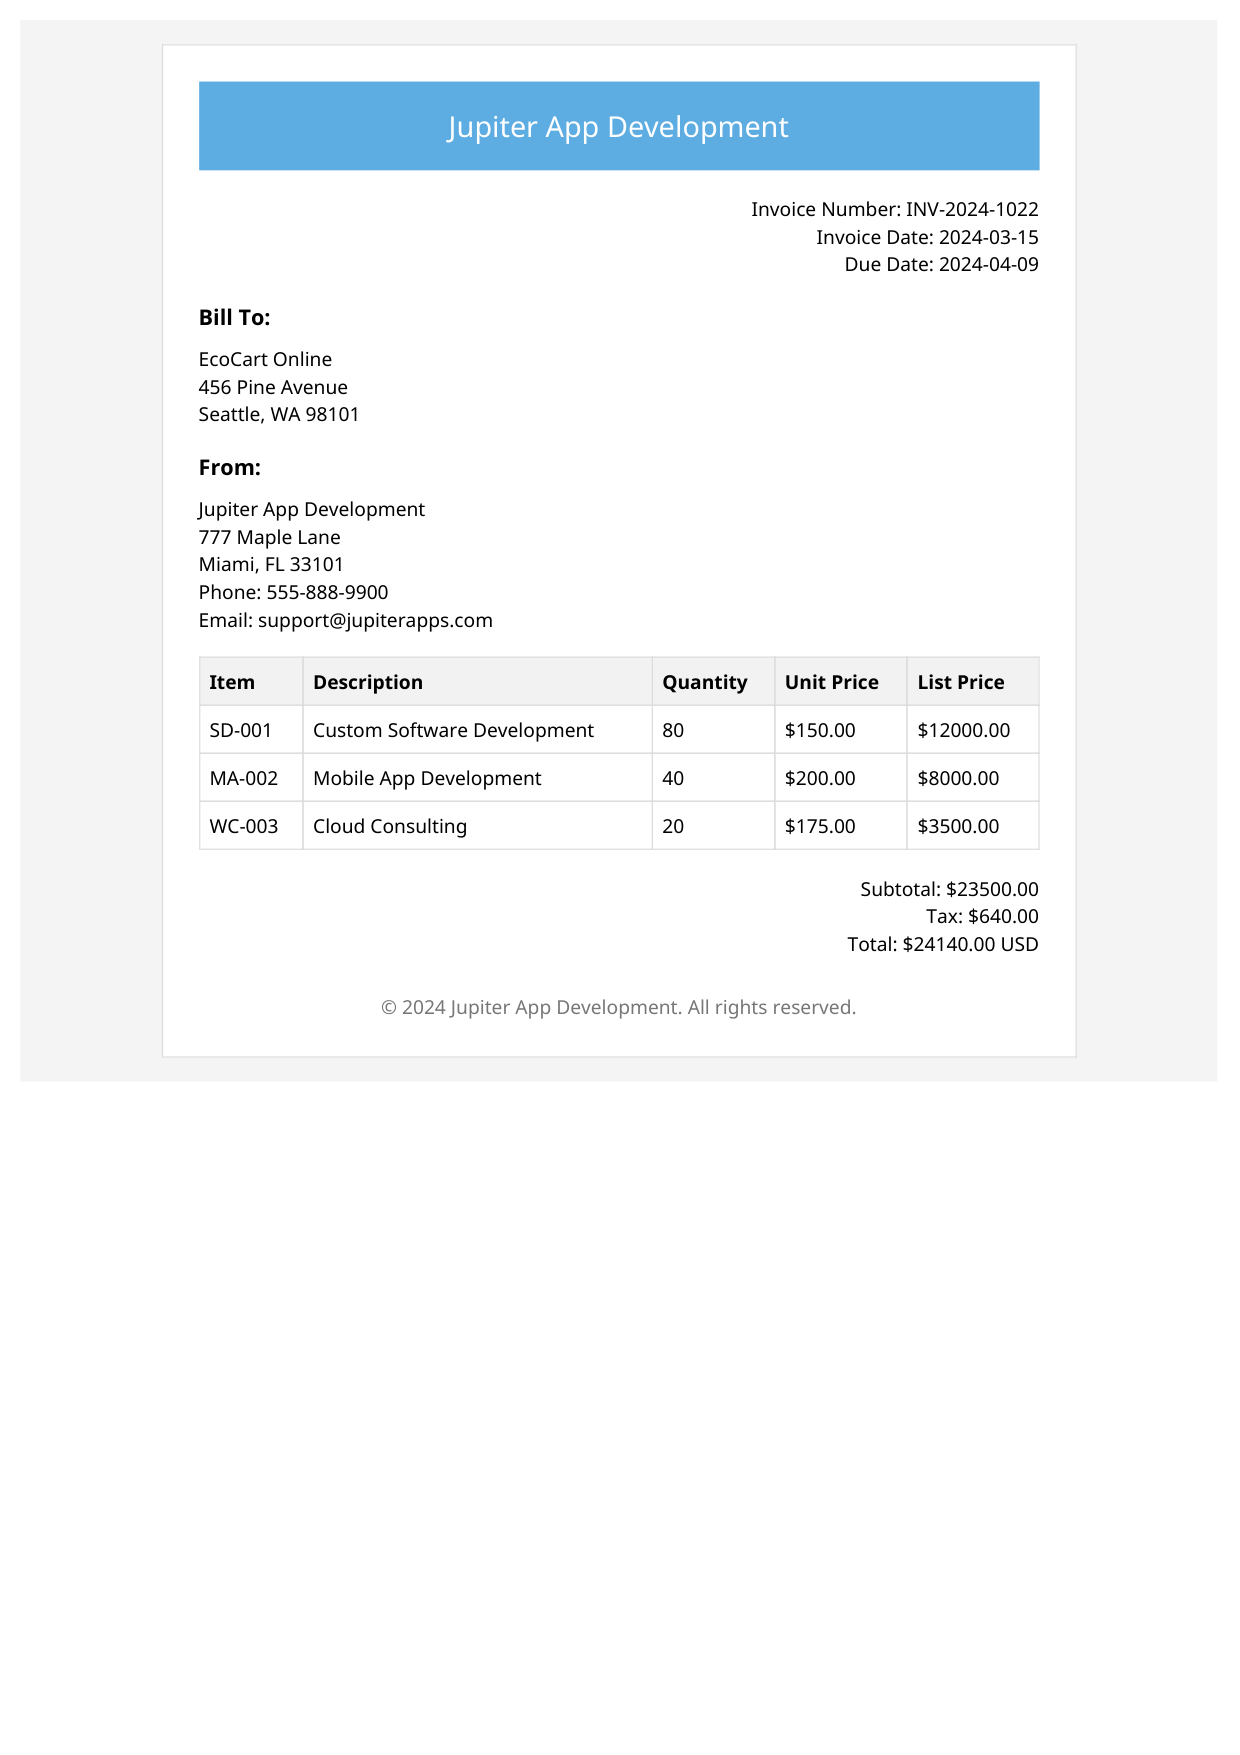 Jupiter App Development
Invoice Number: INV-2024-1022
Invoice Date: 2024-03-15
Due Date: 2024-04-09
Bill To:
EcoCart Online
456 Pine Avenue
Seattle, WA 98101
From:
Jupiter App Development
777 Maple Lane
Miami, FL 33101
Phone: 555-888-9900
Email: support@jupiterapps.com
Item Description Quantity Unit Price List Price
SD-001 Custom Software Development 80 $150.00 $12000.00
MA-002 Mobile App Development 40 $200.00 $8000.00
WC-003 Cloud Consulting 20 $175.00 $3500.00
Subtotal: $23500.00
Tax: $640.00
Total: $24140.00 USD
© 2024 Jupiter App Development. All rights reserved.